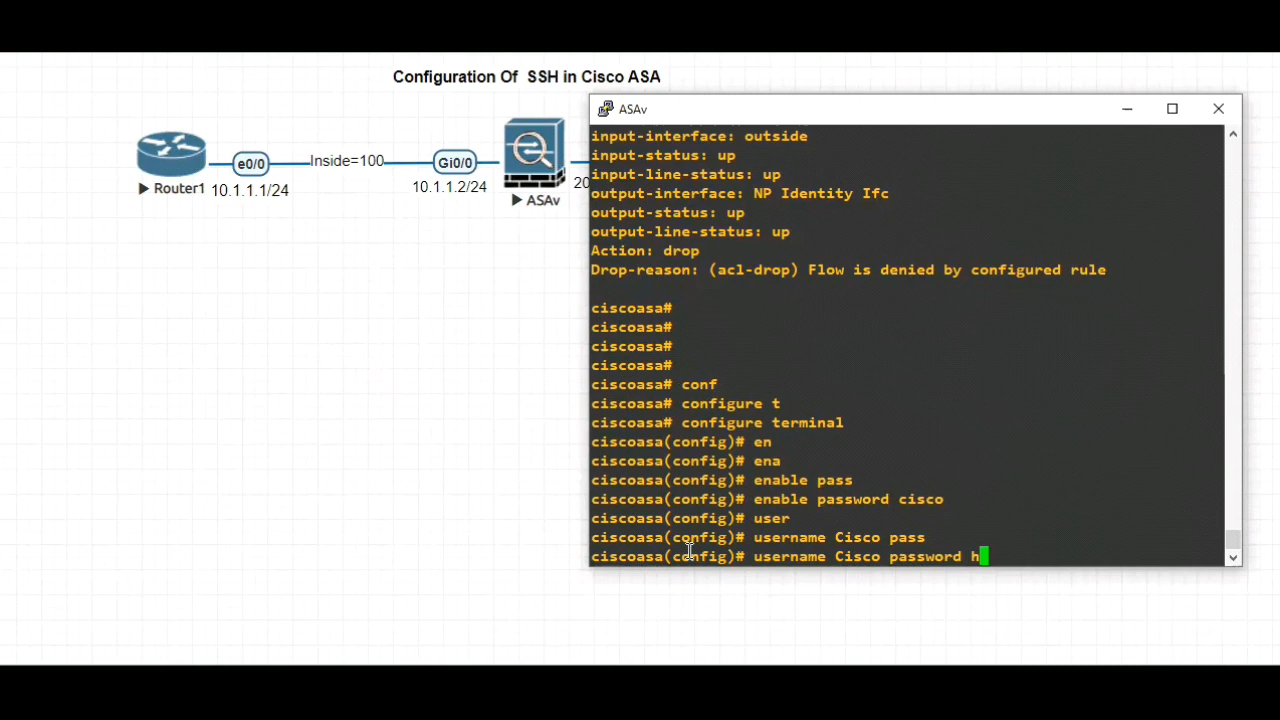 Configuration Of SSH in Cisco ASA
e0/0
Inside=100
Gi0/0
Router1
10.1.1.1/24
10.1.1.2/24
20
ASAv
ASAv
input-interface: outside
input-status: up
input-line-status: up
output-interface: NP Identity Ifc
output-status: up
output-line-status: up
Action: drop
Drop-reason: (acl-drop) Flow is denied by configured rule
ciscoasa#
ciscoasa#
ciscoasa#
ciscoasa#
ciscoasa# conf
ciscoasa# configure t
ciscoasa# configure terminal
ciscoasa(config)# en
ciscoasa(config)# ena
ciscoasa(config)# enable pass
ciscoasa(config)# enable password cisco
ciscoasa(config)# user
ciscoasa(config)# username Cisco pass
ciscoasa(config)# username Cisco password h